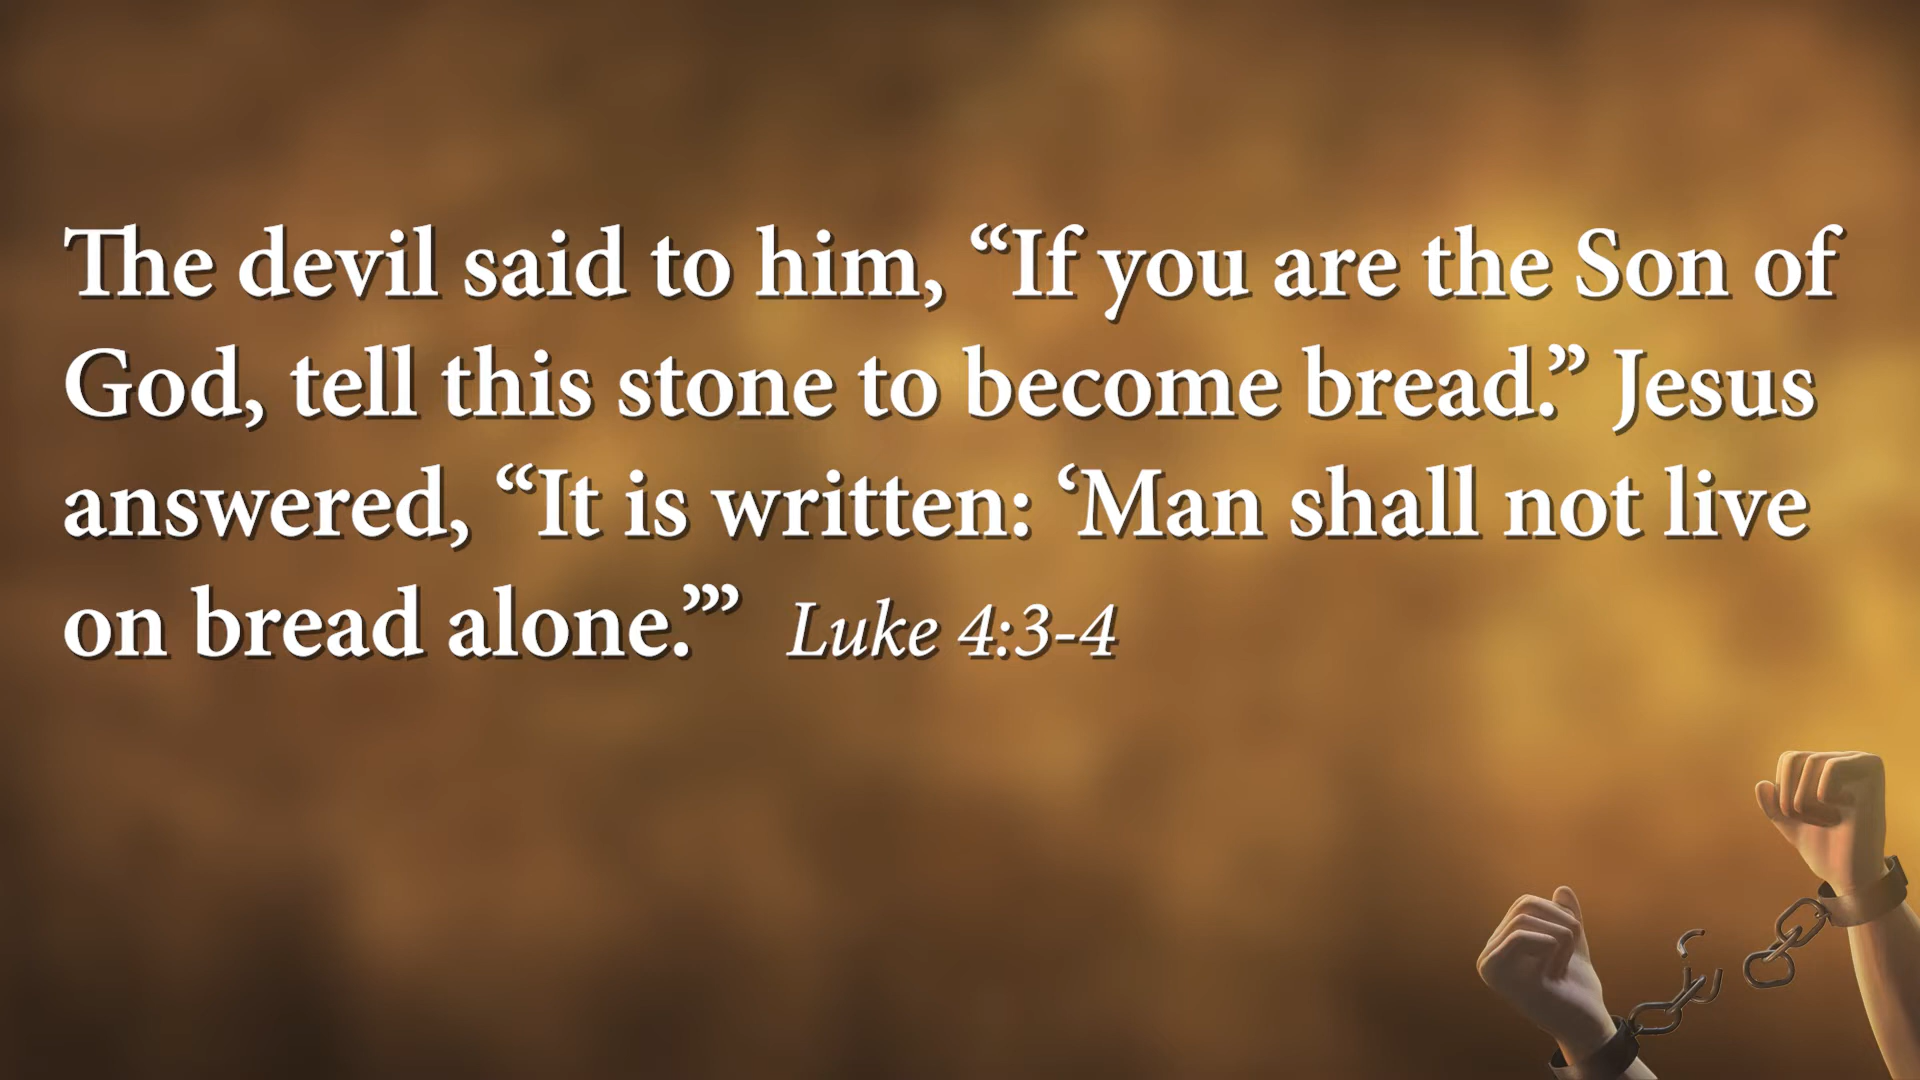 The devil said to him, “If you are the Son of
God, tell this stone to become bread.” Jesus
answered, “It is written: ‘Man shall not live
on bread alone.’” Luke 4:3-4